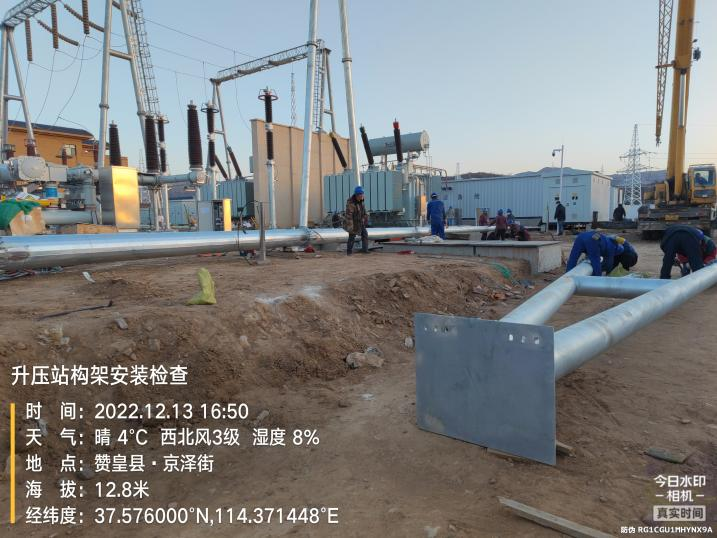 升压站构架安装检查
时 间：2022.12.13 16:50
天 气：晴 4℃ 西北风3级 湿度 8%
地 点：赞皇县·京泽街
海 拔：12.8米
经纬度：37.576000°N,114.371448°E
今日水印
-相机-
真实时间
防伪 RG1CGU1MHYNX9A